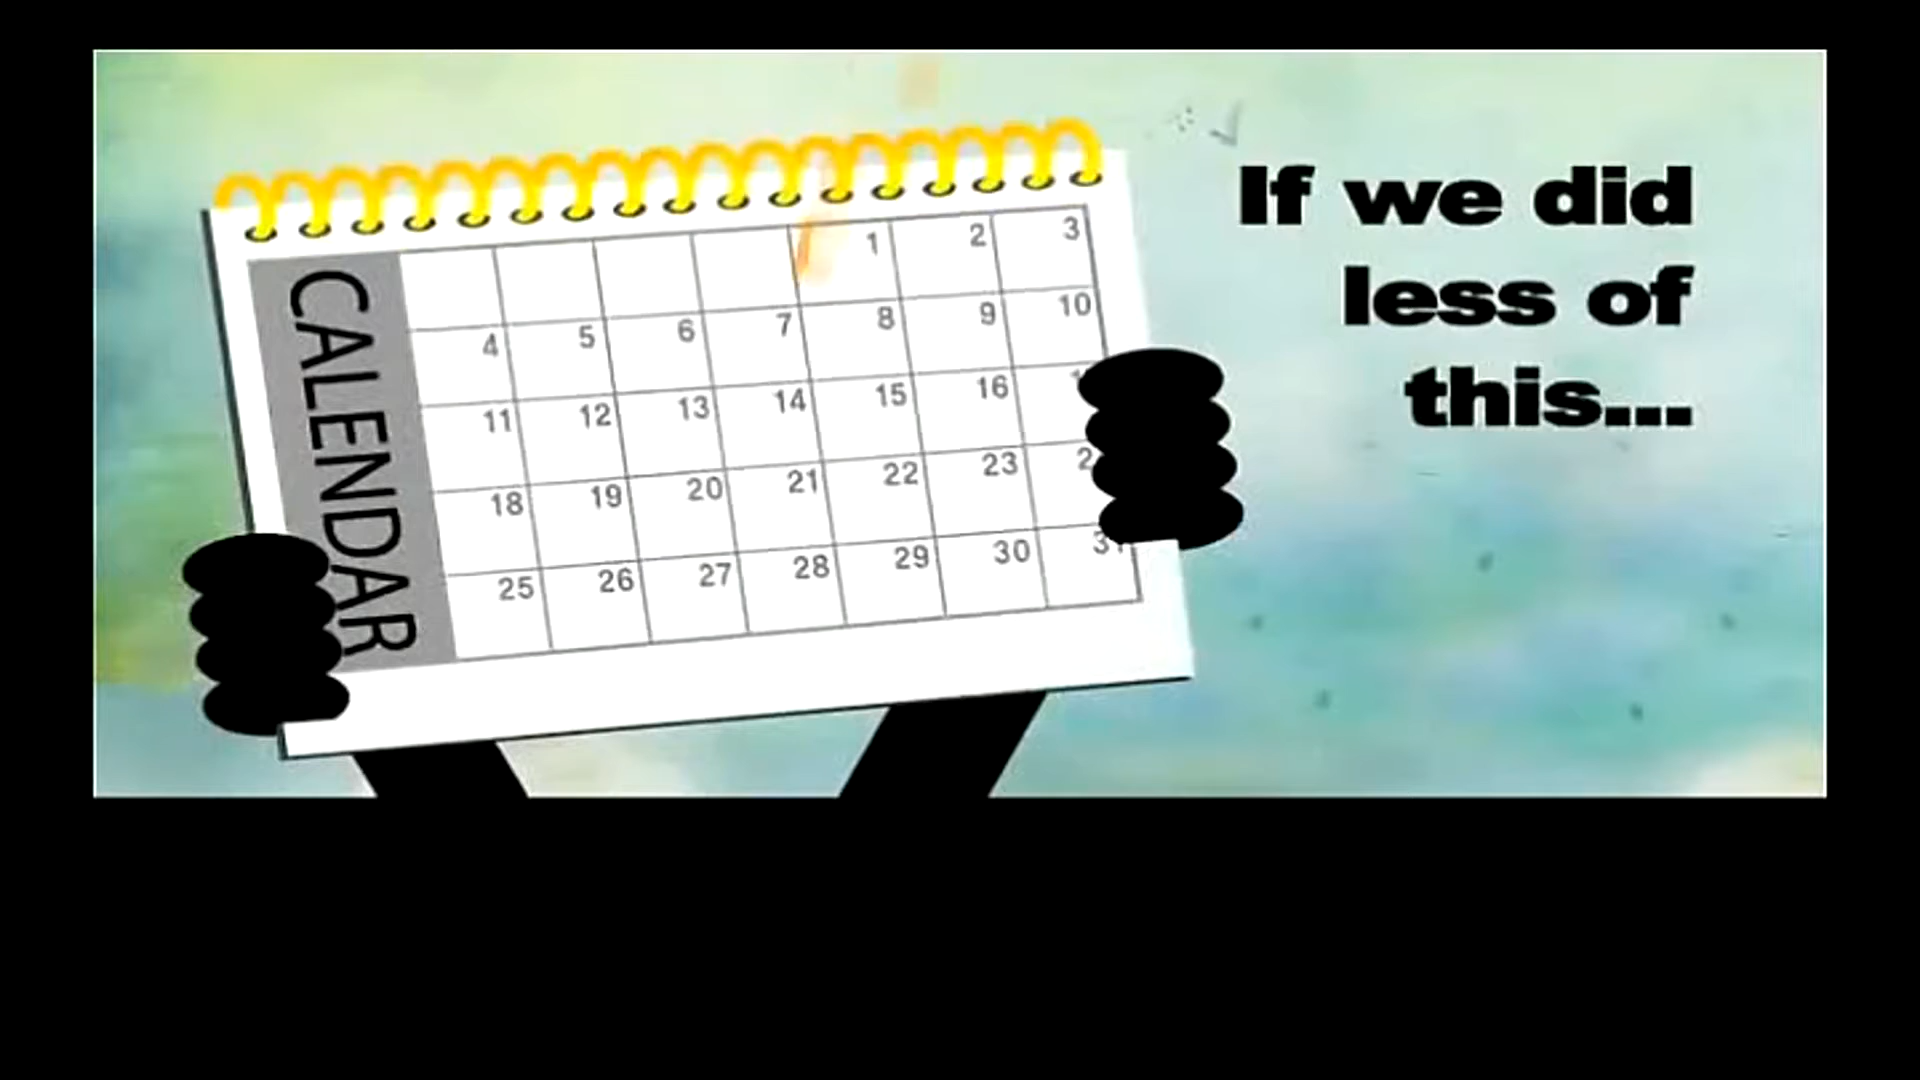 CALENDAR
1 2 3
4 5 6 7 8 9 10
11 12 13 14 15 16
18 19 20 21 22 23
25 26 27 28 29 30 31
If we did
less of
this...